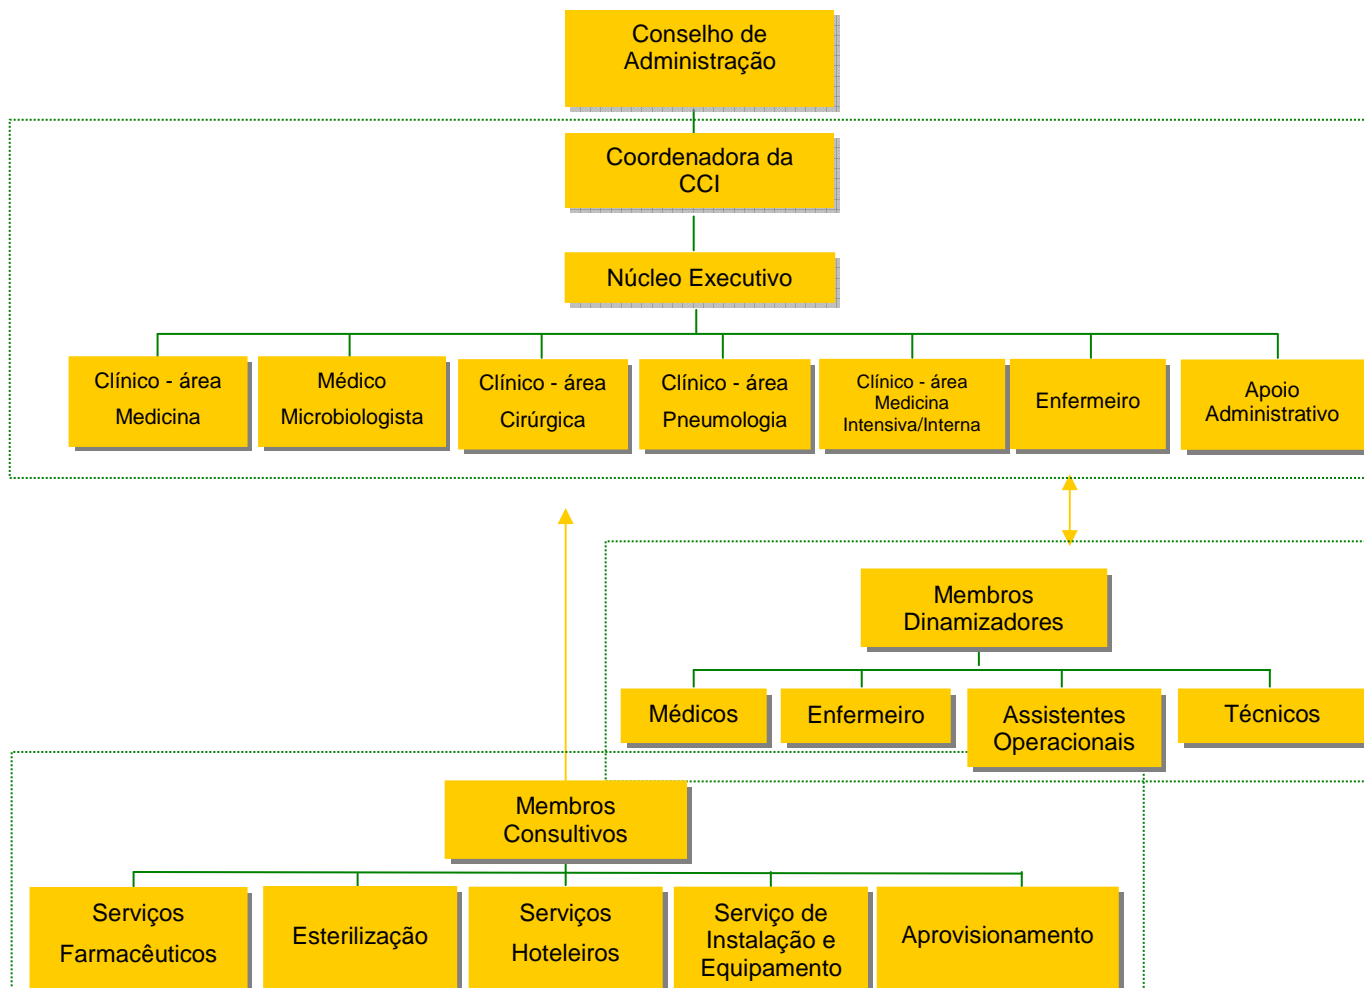 Conselho de
Administração
Coordenadora da
CCI
Núcleo Executivo
Clínico - área
Medicina
Médico
Microbiologista
Clínico - área
Cirúrgica
Clínico - área
Pneumologia
Clínico - área
Medicina
Intensiva/Interna
Enfermeiro
Apoio
Administrativo
Membros
Dinamizadores
Médicos
Enfermeiro
Assistentes
Operacionais
Técnicos
Membros
Consultivos
Serviços
Farmacêuticos
Esterilização
Serviços
Hoteleiros
Serviço de
Instalação e
Equipamento
Aprovisionamento